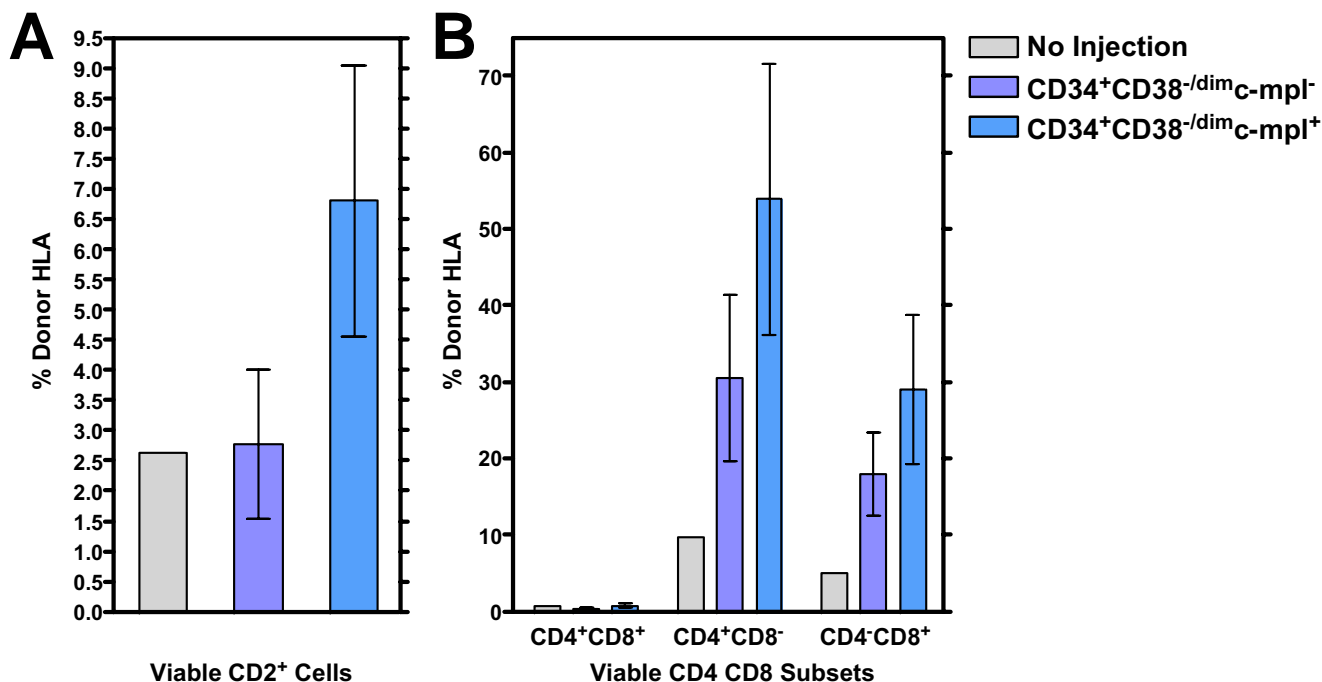 A
9.5
9.0
8.5
8.0
7.5
7.0
6.5
6.0
5.5
5.0
4.5
4.0
3.5
3.0
2.5
2.0
1.5
1.0
0.5
0.0
% Donor HLA
Viable CD2⁺ Cells
B
70
60
50
40
30
20
10
0
% Donor HLA
CD4⁺CD8⁺ CD4⁺CD8⁻ CD4⁻CD8⁺
Viable CD4 CD8 Subsets
No Injection
CD34⁺CD38⁻/ᵈⁱᵐc-mpl⁻
CD34⁺CD38⁻/ᵈⁱᵐc-mpl⁺